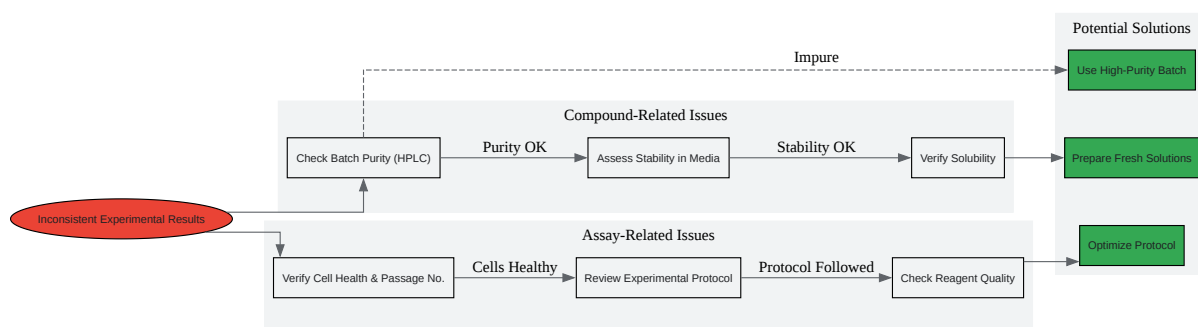 Potential Solutions
Impure
Use High-Purity Batch
Compound-Related Issues
Check Batch Purity (HPLC)
Purity OK
Assess Stability in Media
Stability OK
Verify Solubility
Prepare Fresh Solutions
Inconsistent Experimental Results
Assay-Related Issues
Optimize Protocol
Verify Cell Health & Passage No.
Cells Healthy
Review Experimental Protocol
Protocol Followed
Check Reagent Quality